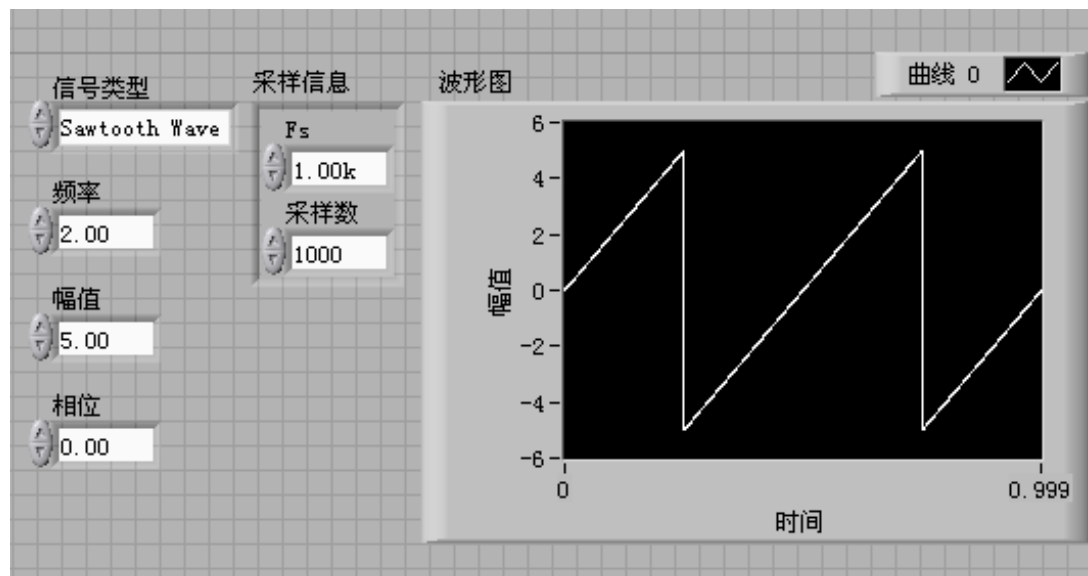 信号类型
Sawtooth Wave
频率
2.00
幅值
5.00
相位
0.00
采样信息
Fs
1.00k
采样数
1000
波形图
曲线 0
幅值
6
4
2
0
-2
-4
-6
0
0.999
时间